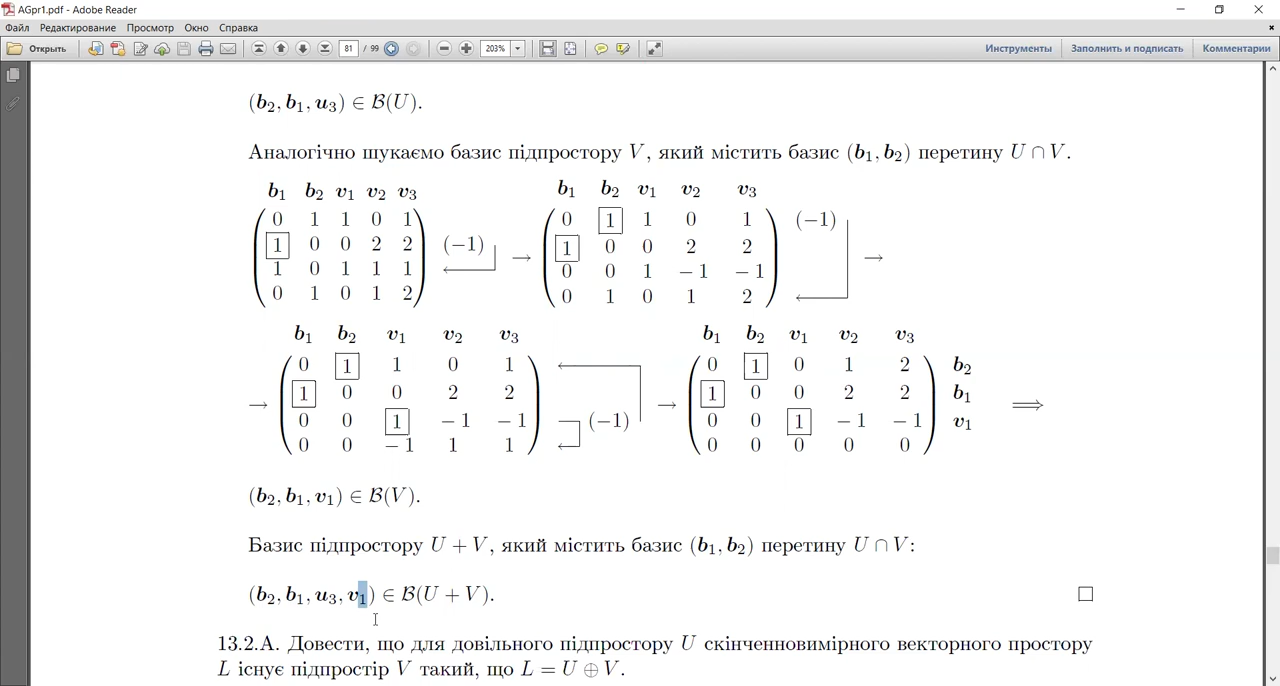 AGpr1.pdf - Adobe Reader
Файл Редактирование Просмотр Окно Справка
Открыть 81 / 99 203% Инструменты Заполнить и подписать Комментарии
(b₂, b₁, u₃) ∈ ℬ(U).
Аналогічно шукаємо базис підпростору V, який містить базис (b₁, b₂) перетину U ∩ V.
b₁ b₂ v₁ v₂ v₃ b₁ b₂ v₁ v₂ v₃
0 1 1 0 1 0 1 1 0 1 (−1)
1 0 0 2 2 (−1) → 1 0 0 2 2 →
1 0 1 1 1 0 0 1 −1 −1
0 1 0 1 2 0 1 0 1 2
b₁ b₂ v₁ v₂ v₃ b₁ b₂ v₁ v₂ v₃
0 1 1 0 1 0 1 0 1 2 b₂
→ 1 0 0 2 2 → 1 0 0 2 2 b₁ ⟹
0 0 1 −1 −1 (−1) 0 0 1 −1 −1 v₁
0 0 −1 1 1 0 0 0 0 0
(b₂, b₁, v₁) ∈ ℬ(V).
Базис підпростору U + V, який містить базис (b₁, b₂) перетину U ∩ V:
(b₂, b₁, u₃, v₁) ∈ ℬ(U + V). □
13.2.A. Довести, що для довільного підпростору U скінченновимірного векторного простору
L існує підпростір V такий, що L = U ⊕ V.